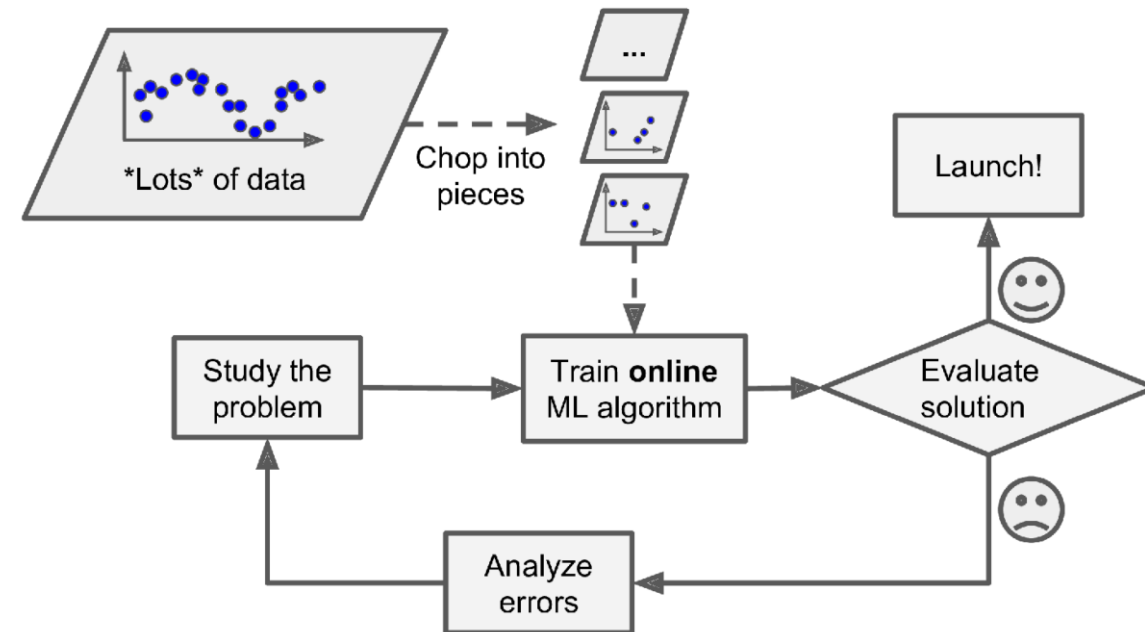 ...
*Lots* of data
Chop into
pieces
Launch!
Study the
problem
Train online
ML algorithm
Evaluate
solution
Analyze
errors